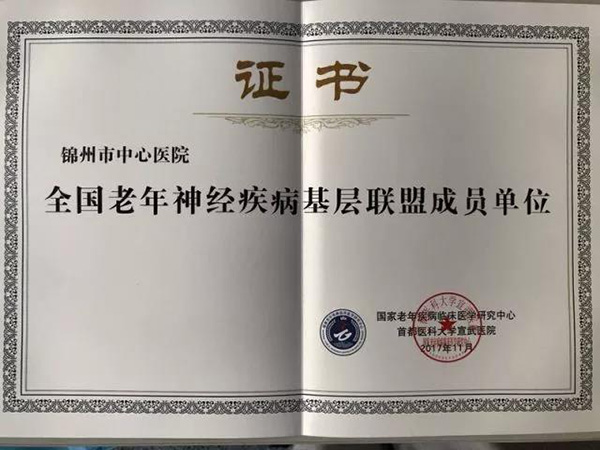 证书
锦州市中心医院
全国老年神经疾病基层联盟成员单位
国家老年疾病临床医学研究中心
首都医科大学宣武医院
2017年11月